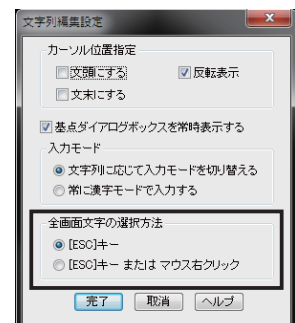 文字列編集設定
カーソル位置指定
文頭にする
反転表示
文末にする
基点ダイアログボックスを常時表示する
入力モード
文字列に応じて入力モードを切り替える
常に漢字モードで入力する
全画面文字の選択方法
[ESC]キー
[ESC]キー または マウス右クリック
完了 取消 ヘルプ